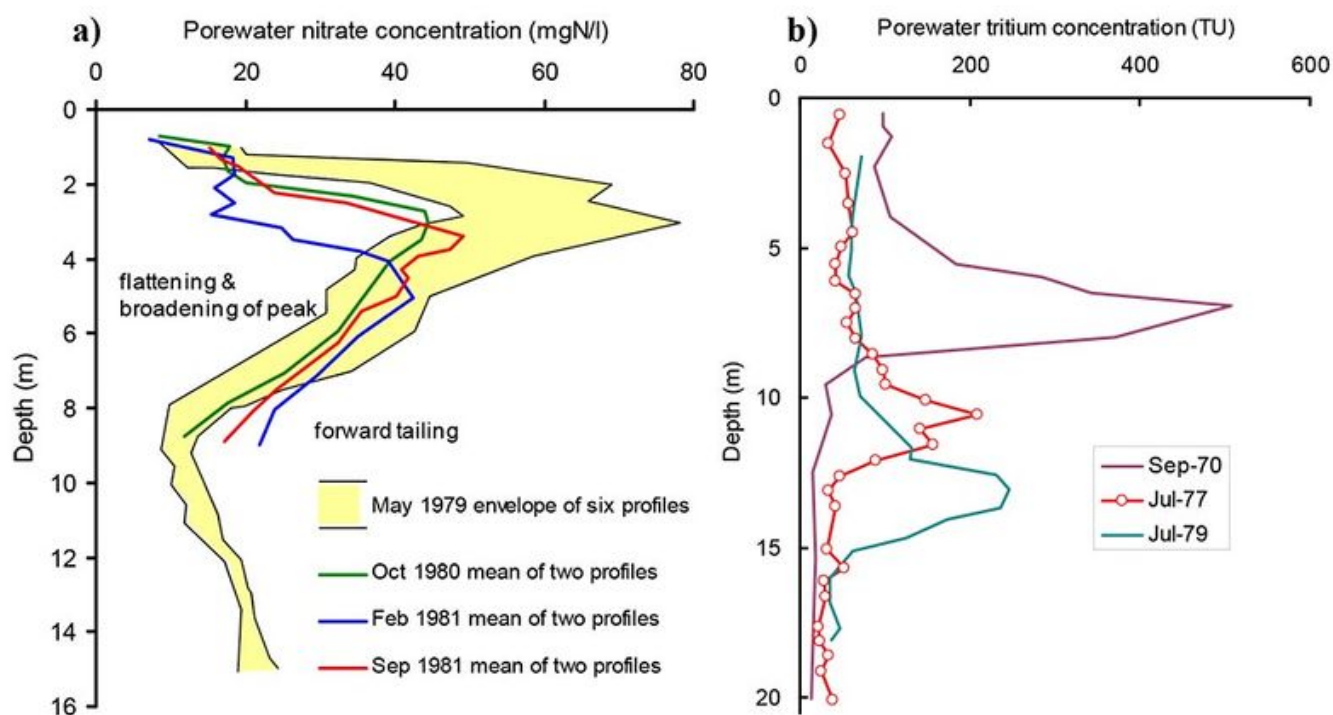 a)
Porewater nitrate concentration (mgN/l)
0 20 40 60 80
0
2
4
6
8
10
12
14
16
Depth (m)
flattening &
broadening of peak
forward tailing
May 1979 envelope of six profiles
Oct 1980 mean of two profiles
Feb 1981 mean of two profiles
Sep 1981 mean of two profiles
b)
Porewater tritium concentration (TU)
0 200 400 600
0
5
10
15
20
Depth (m)
Sep-70
Jul-77
Jul-79